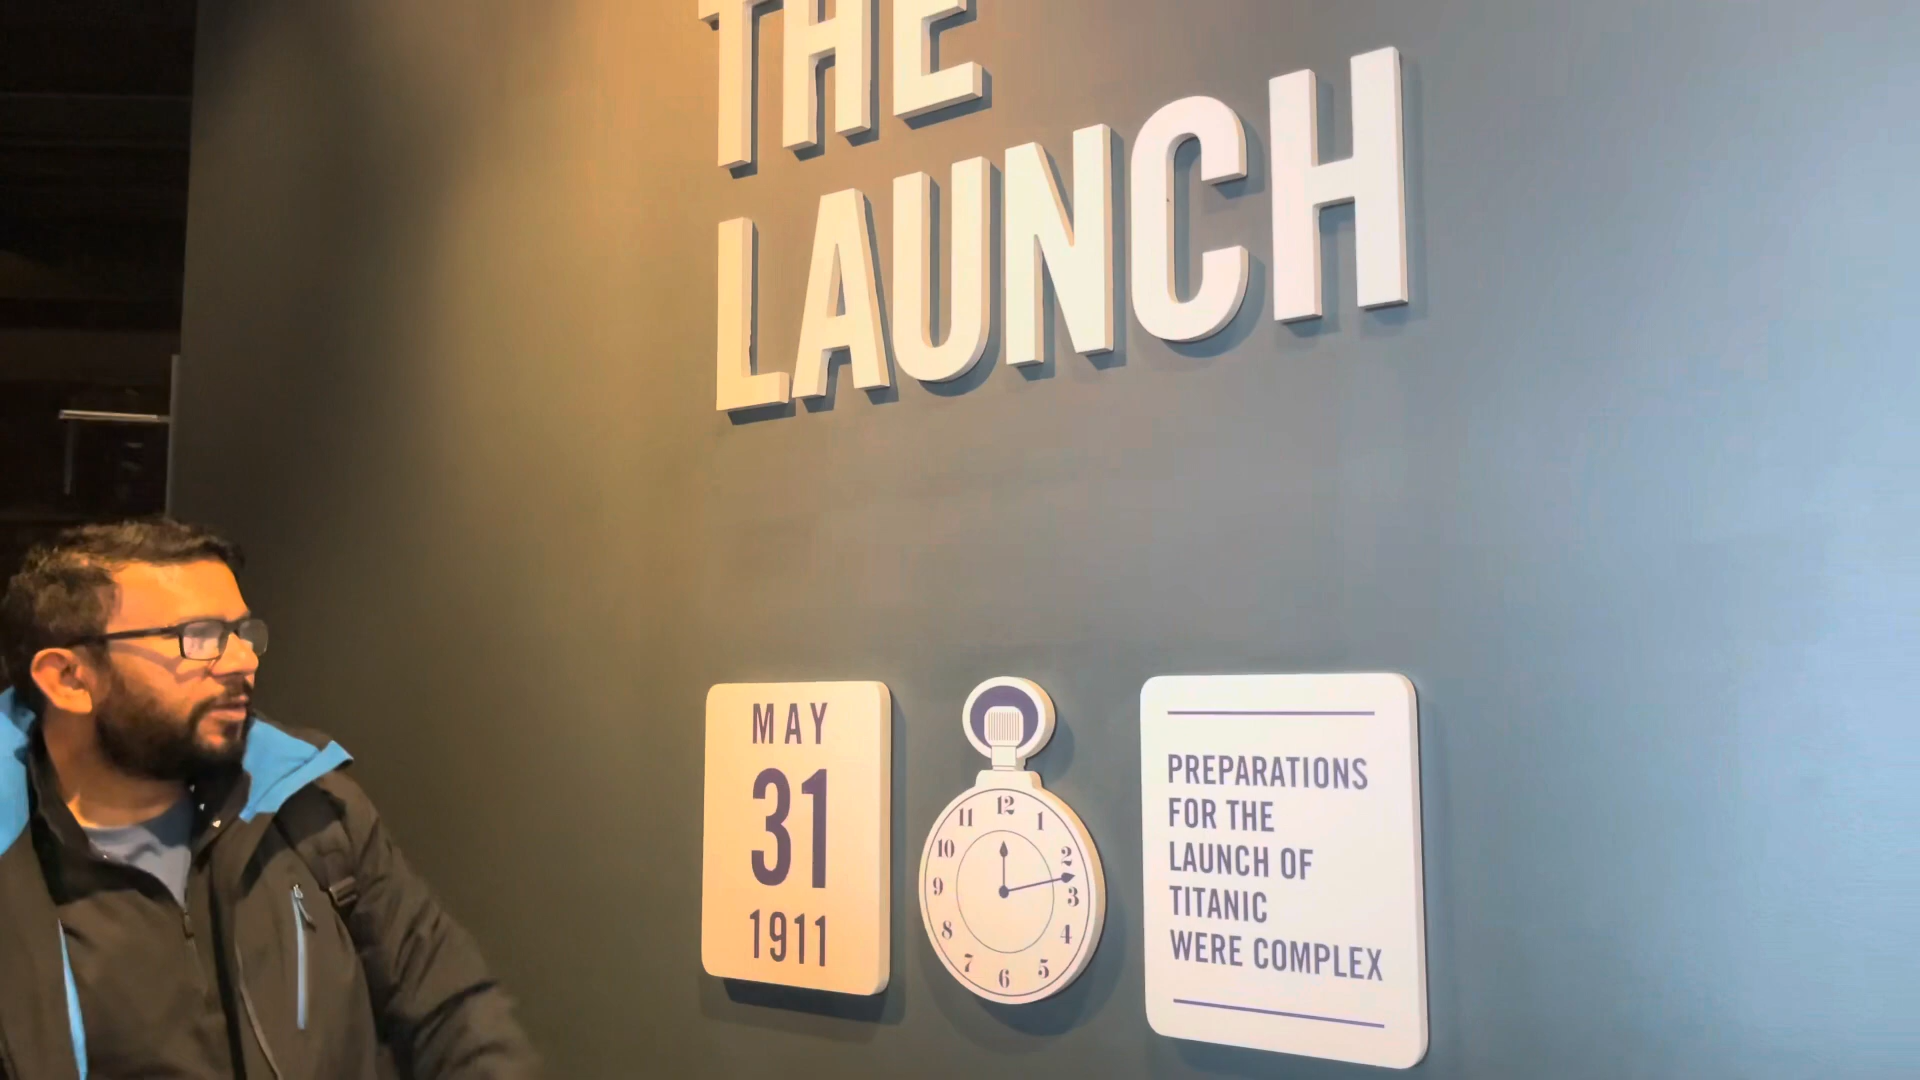 THE
LAUNCH
MAY
31
1911
12
1
2
3
4
5
6
7
8
9
10
11
PREPARATIONS
FOR THE
LAUNCH OF
TITANIC
WERE COMPLEX